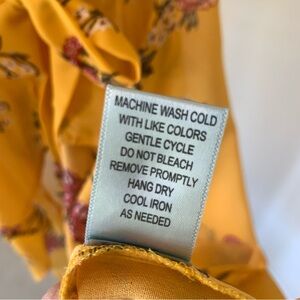 MACHINE WASH COLD
WITH LIKE COLORS
GENTLE CYCLE
DO NOT BLEACH
REMOVE PROMPTLY
HANG DRY
COOL IRON
AS NEEDED